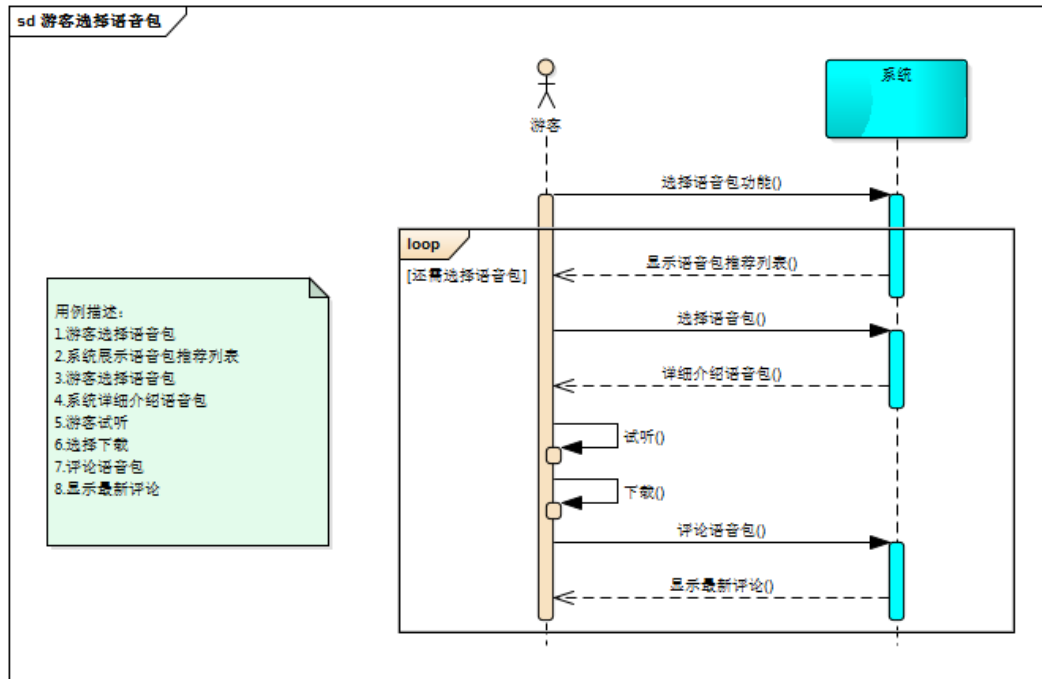 sd 游客选择语音包
游客
系统
选择语音包功能()
loop
[还需选择语音包]
显示语音包推荐列表()
选择语音包()
详细介绍语音包()
试听()
下载()
评论语音包()
显示最新评论()
用例描述：
1.游客选择语音包
2.系统展示语音包推荐列表
3.游客选择语音包
4.系统详细介绍语音包
5.游客试听
6.选择下载
7.评论语音包
8.显示最新评论